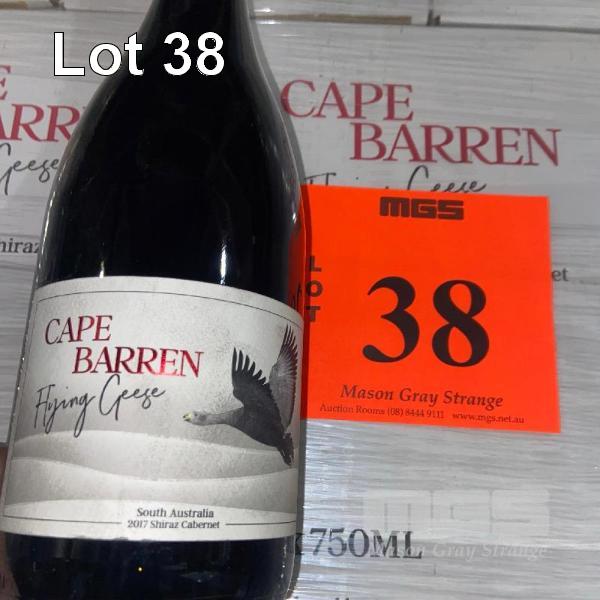 Lot 38
CAPE
BARREN
Flying Geese
South Australia
2017 Shiraz Cabernet
CAPE
BARREN
Flying Geese
MGS
LOT
38
Mason Gray Strange
Auction Rooms (08) 8444 9111 www.mgs.net.au
750ML
MGS
Mason Gray Strange